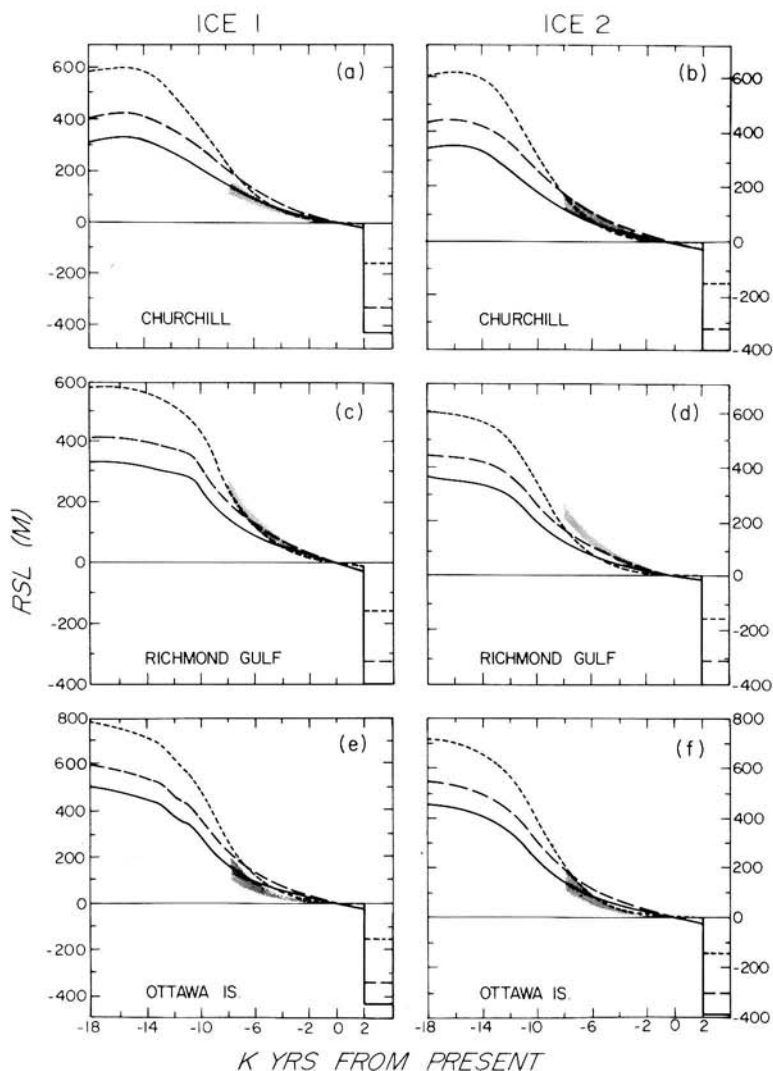 ICE 1
ICE 2
600
400
200
0
-200
-400
(a)
CHURCHILL
(b)
CHURCHILL
600
400
200
0
-200
-400
600
400
200
0
-200
-400
(c)
RICHMOND GULF
(d)
RICHMOND GULF
600
400
200
0
-200
-400
RSL (M)
800
600
400
200
0
-200
-400
-500
(e)
OTTAWA IS.
(f)
OTTAWA IS.
800
600
400
200
0
-200
-400
-18 -14 -10 -6 -2 0 2
-18 -14 -10 -6 -2 0 2
K YRS FROM PRESENT